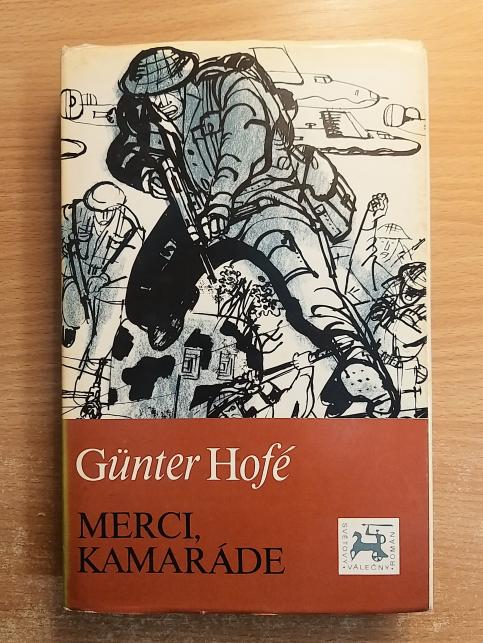 Günter Hofé
MERCI,
KAMARÁDE
SVĚTOVÝ
• VÁLEČNÝ •
ROMÁN